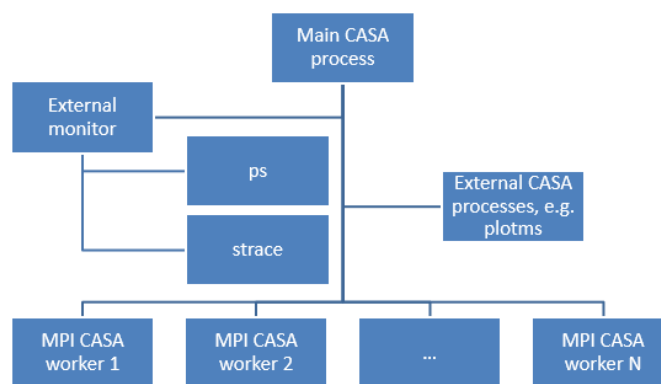 Main CASA
process
External
monitor
ps
External CASA
processes, e.g.
plotms
strace
MPI CASA
worker 1
MPI CASA
worker 2
...
MPI CASA
worker N